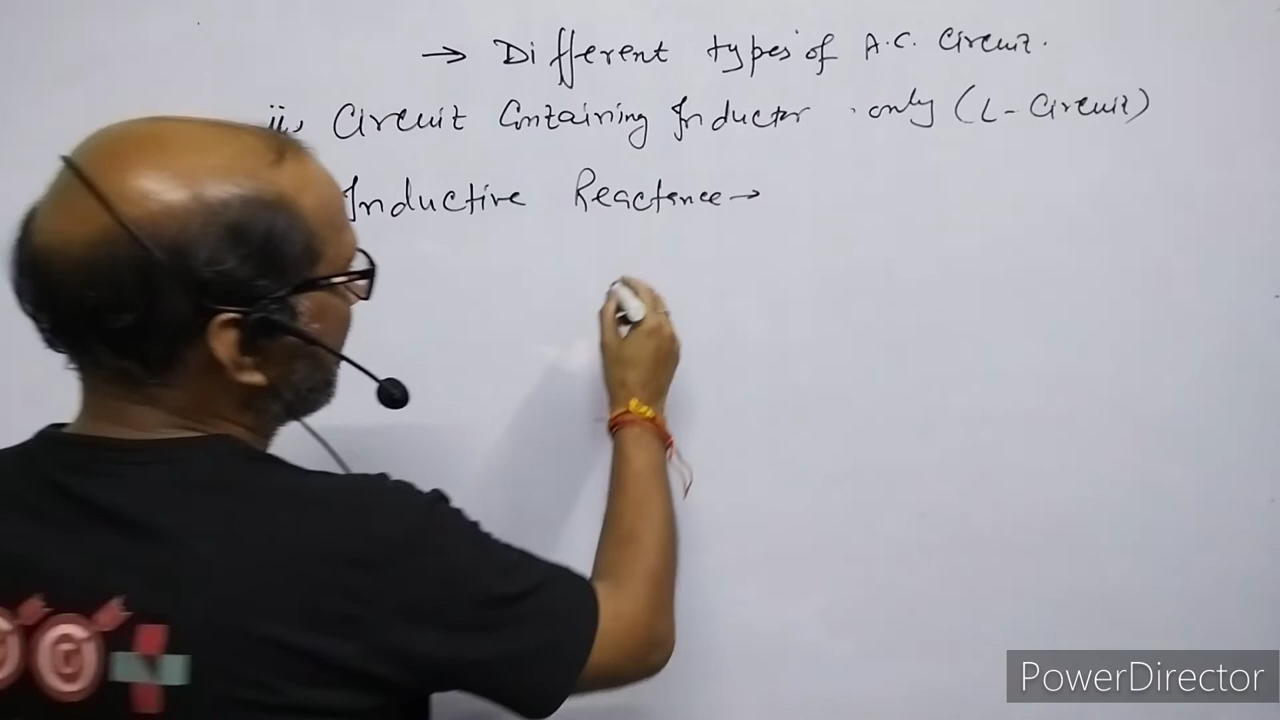 → Different types of A.C. Circuit.
ii, Circuit Containing Inductor only (L-Circuit)
Inductive Reactance →
PowerDirector